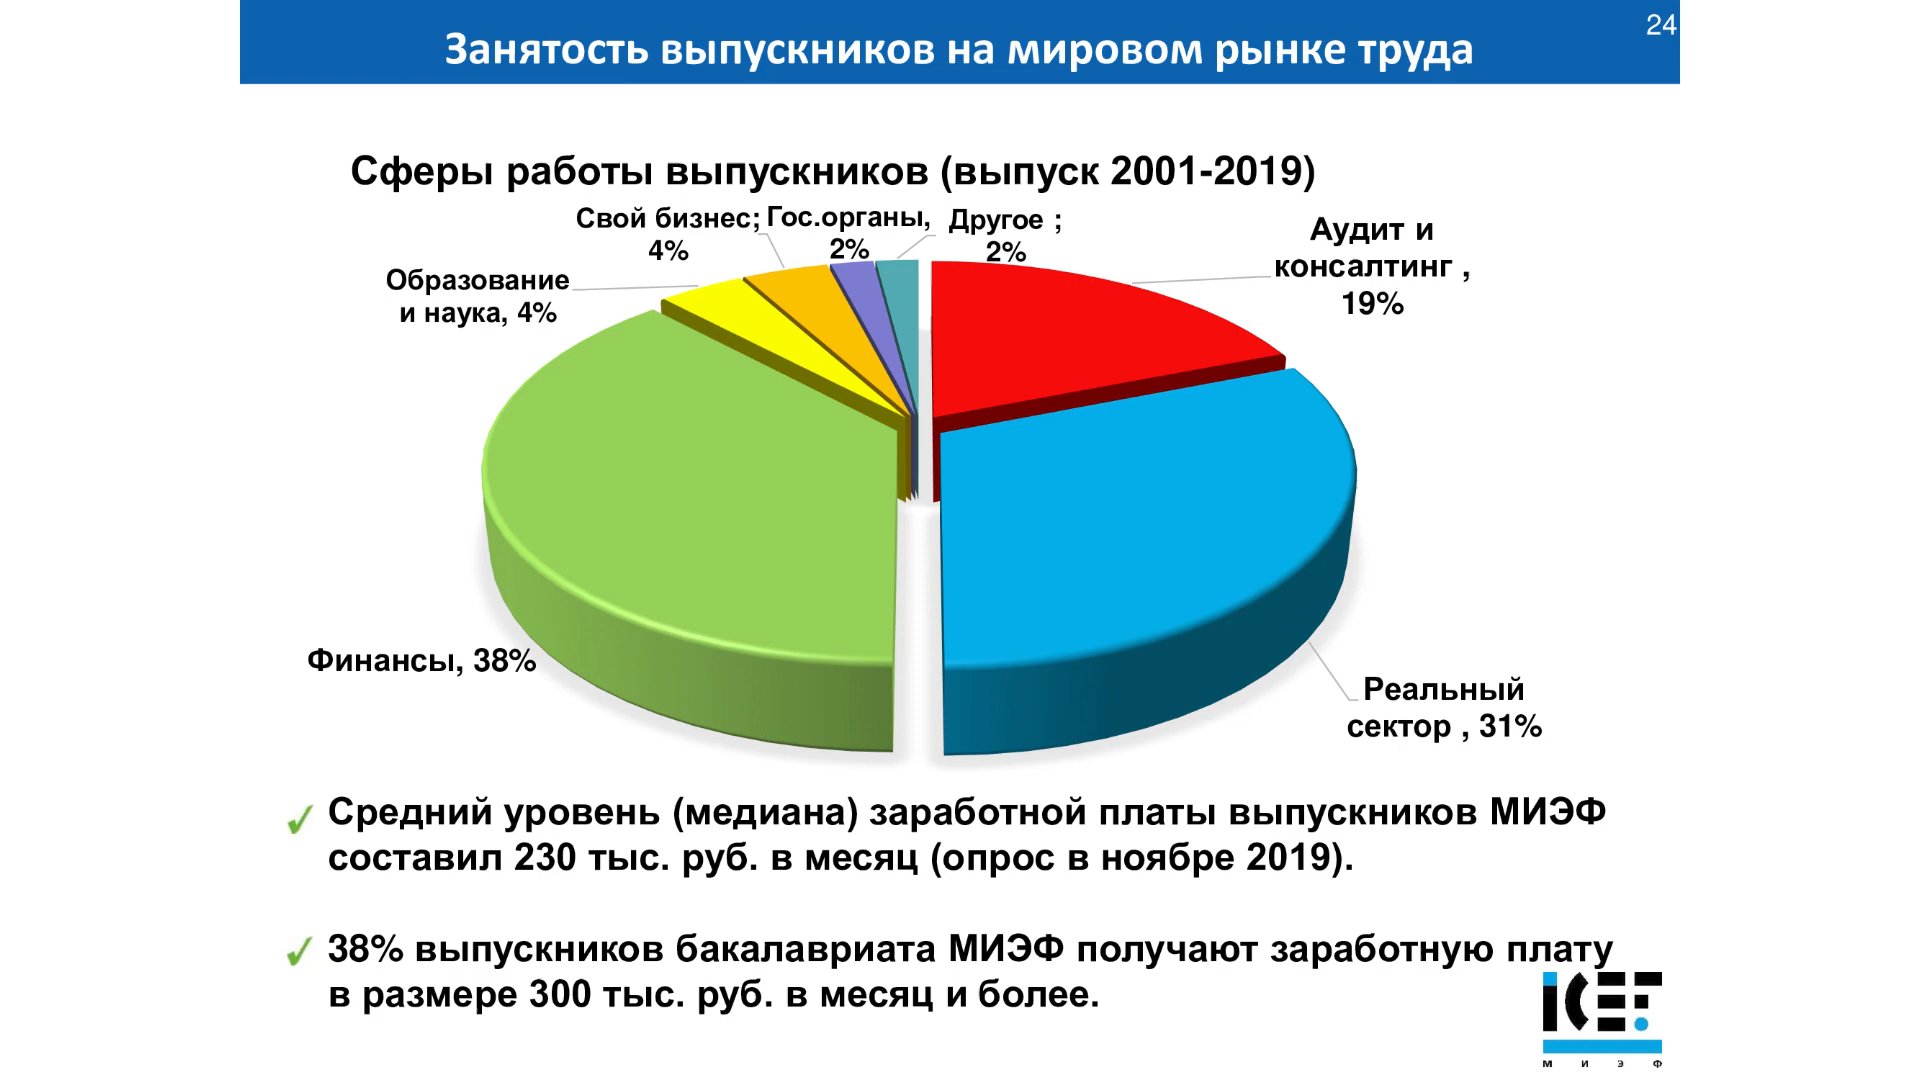 24
Занятость выпускников на мировом рынке труда
Сферы работы выпускников (выпуск 2001-2019)
Свой бизнес;
4%
Гос.органы,
2%
Другое ;
2%
Аудит и
консалтинг ,
19%
Образование
и наука, 4%
Финансы, 38%
Реальный
сектор , 31%
Средний уровень (медиана) заработной платы выпускников МИЭФ
составил 230 тыс. руб. в месяц (опрос в ноябре 2019).
38% выпускников бакалавриата МИЭФ получают заработную плату
в размере 300 тыс. руб. в месяц и более.
ICEF
М И Э Ф